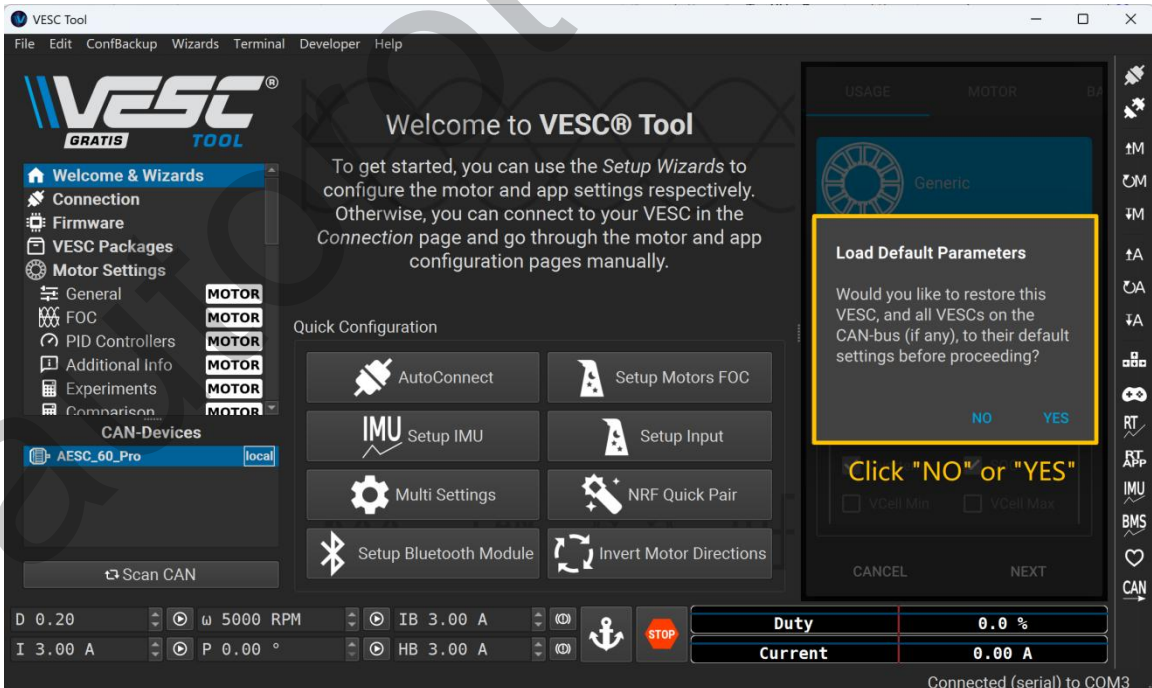 VESC Tool
File Edit ConfBackup Wizards Terminal Developer Help
VESC®
GRATIS TOOL
Welcome & Wizards
Connection
Firmware
VESC Packages
Motor Settings
General MOTOR
FOC MOTOR
PID Controllers MOTOR
Additional Info MOTOR
Experiments MOTOR
Comparison MOTOR
CAN-Devices
AESC_60_Pro local
Scan CAN
Welcome to VESC® Tool
To get started, you can use the Setup Wizards to
configure the motor and app settings respectively.
Otherwise, you can connect to your VESC in the
Connection page and go through the motor and app
configuration pages manually.
Quick Configuration
AutoConnect Setup Motors FOC
IMU Setup IMU Setup Input
Multi Settings NRF Quick Pair
Setup Bluetooth Module Invert Motor Directions
USAGE MOTOR BA
Generic
Load Default Parameters
Would you like to restore this
VESC, and all VESCs on the
CAN-bus (if any), to their default
settings before proceeding?
NO YES
Click "NO" or "YES"
VCell Min VCell Max
CANCEL NEXT
M
M
M
A
A
A
RT
RT
APP
IMU
BMS
CAN
D 0.20 ω 5000 RPM IB 3.00 A
I 3.00 A P 0.00 ° HB 3.00 A
STOP
Duty 0.0 %
Current 0.00 A
Connected (serial) to COM3